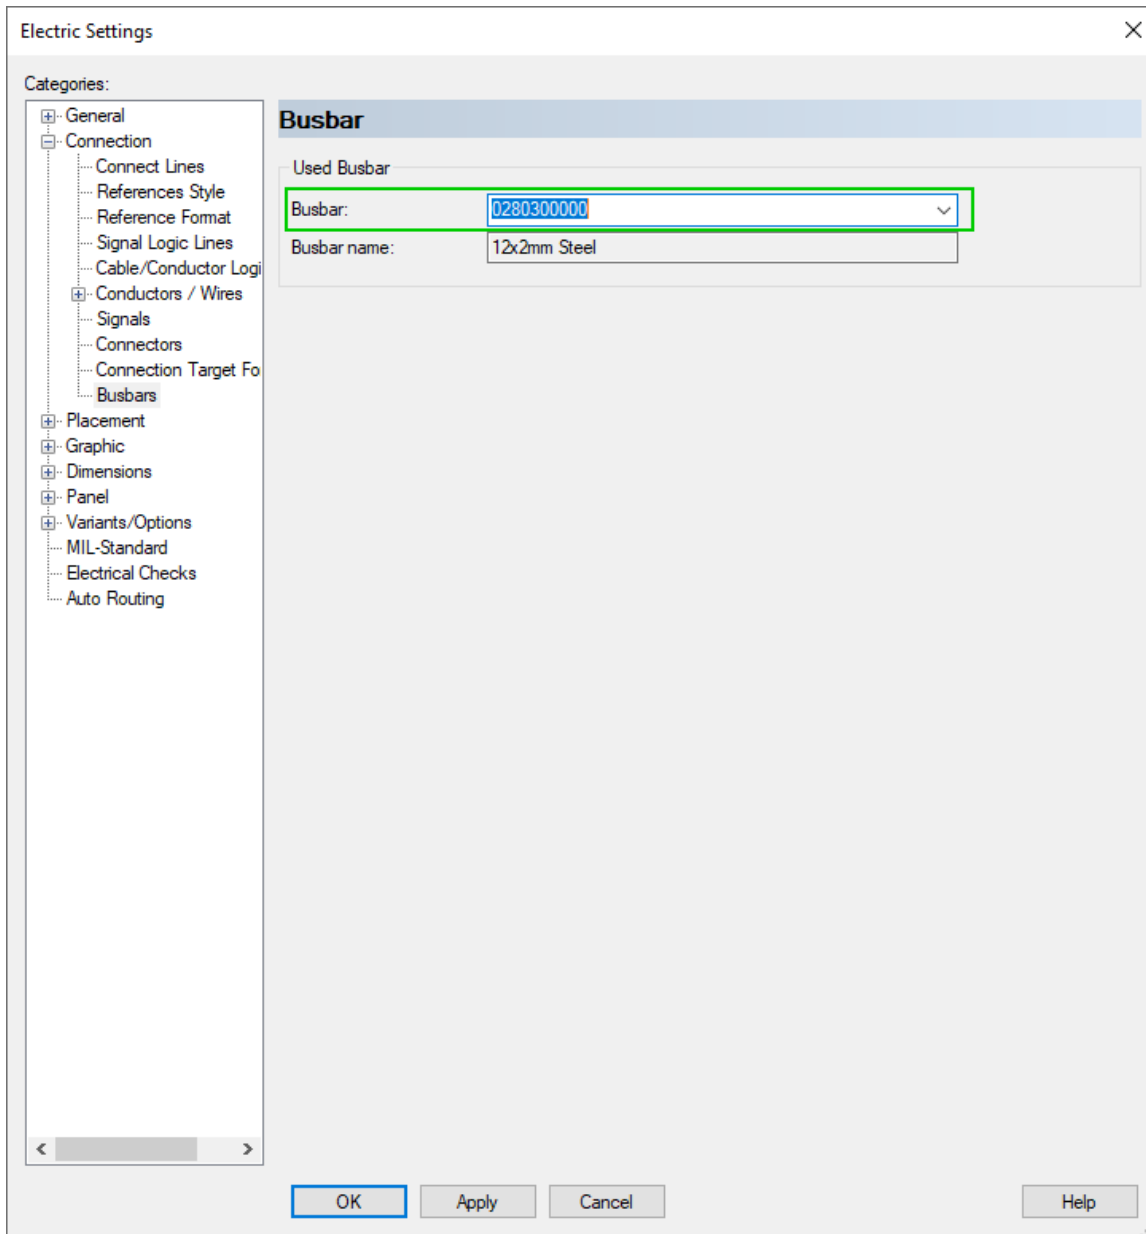 Electric Settings
Categories:
General
Connection
Connect Lines
References Style
Reference Format
Signal Logic Lines
Cable/Conductor Logi
Conductors / Wires
Signals
Connectors
Connection Target Fo
Busbars
Placement
Graphic
Dimensions
Panel
Variants/Options
MIL-Standard
Electrical Checks
Auto Routing
Busbar
Used Busbar
Busbar: 0280300000
Busbar name: 12x2mm Steel
OK Apply Cancel Help